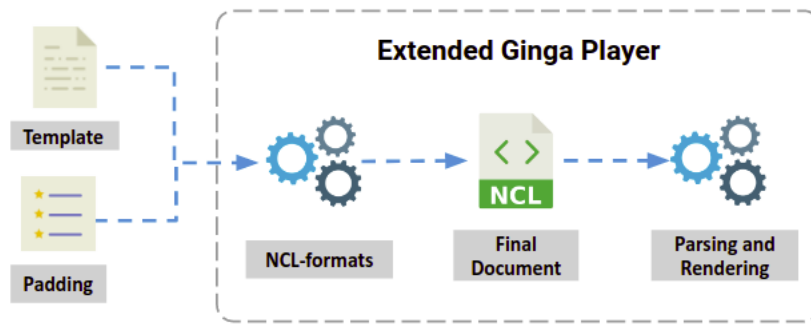 Extended Ginga Player
Template
Padding
NCL-formats
NCL
Final
Document
Parsing and
Rendering